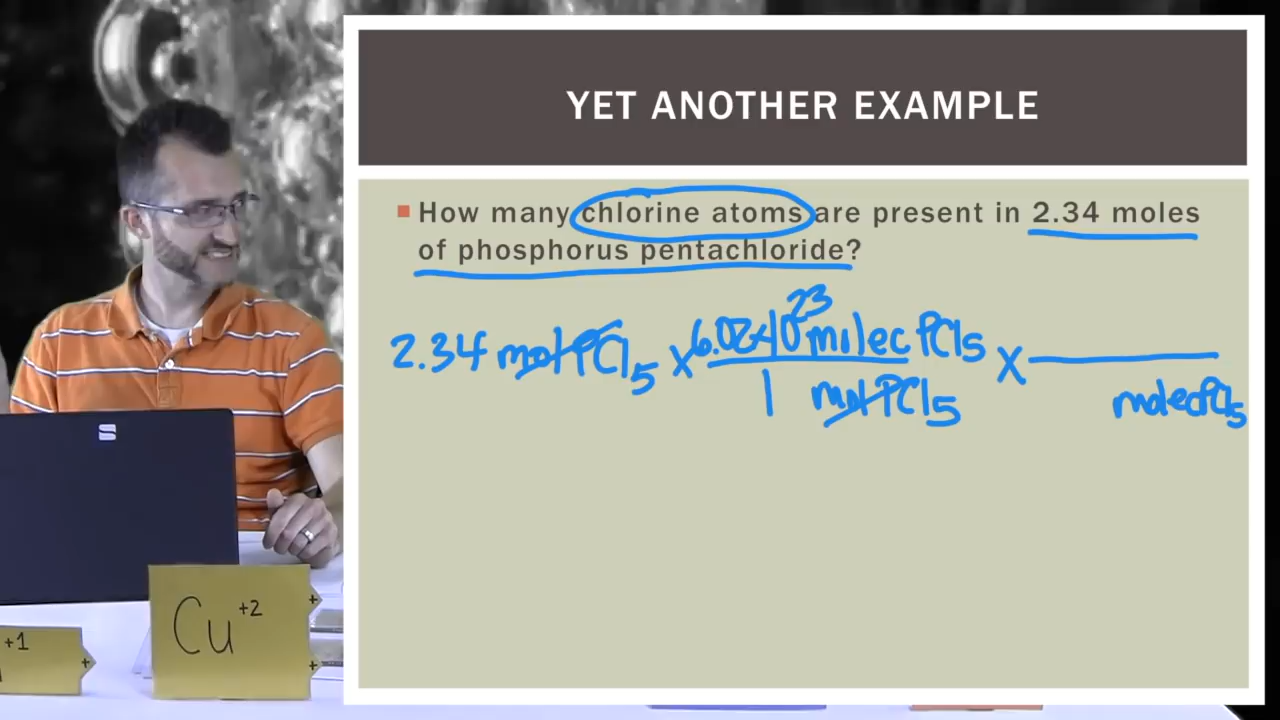 YET ANOTHER EXAMPLE
How many chlorine atoms are present in 2.34 moles
of phosphorus pentachloride?
2.34 mol PCl5 x 6.02x10^23 molec PCl5 x
1 mol PCl5 molec PCl5
Cu+2
+1
+
+
+
S